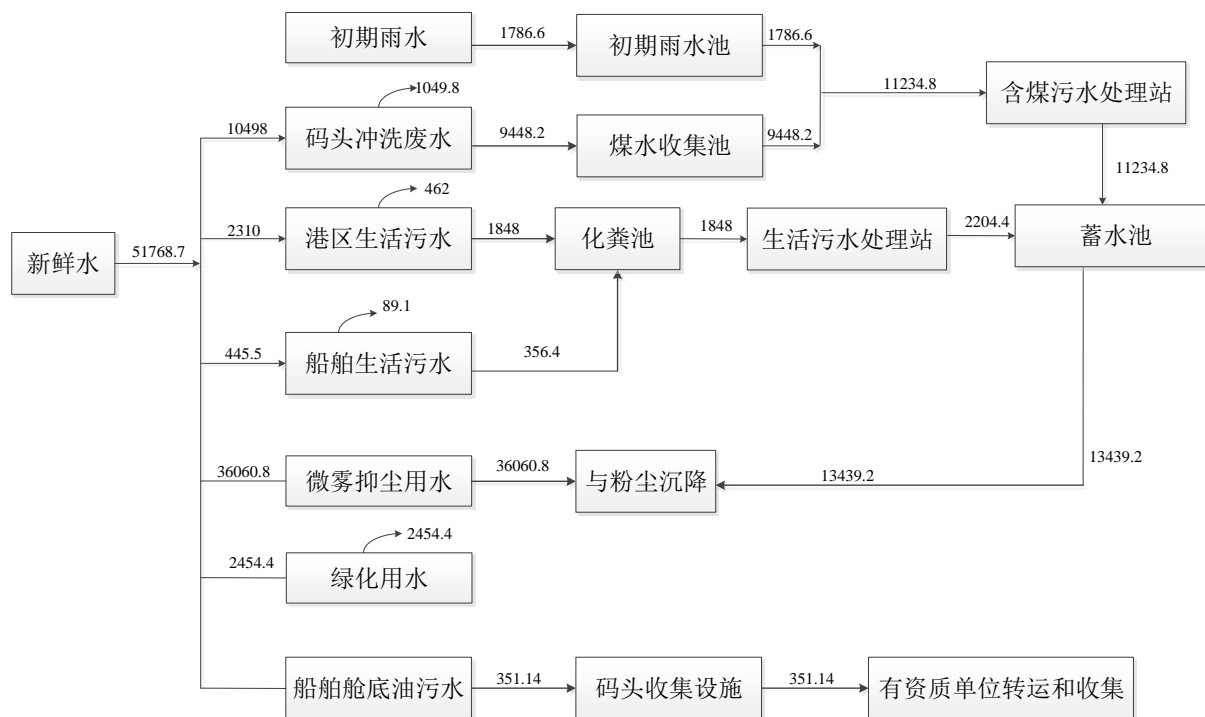 初期雨水
1786.6
初期雨水池
1786.6
11234.8
含煤污水处理站
1049.8
10498
码头冲洗废水
9448.2
煤水收集池
9448.2
11234.8
462
2310
港区生活污水
1848
化粪池
1848
生活污水处理站
2204.4
蓄水池
新鲜水
51768.7
89.1
445.5
船舶生活污水
356.4
36060.8
微雾抑尘用水
36060.8
与粉尘沉降
13439.2
13439.2
2454.4
2454.4
绿化用水
船舶舱底油污水
351.14
码头收集设施
351.14
有资质单位转运和收集